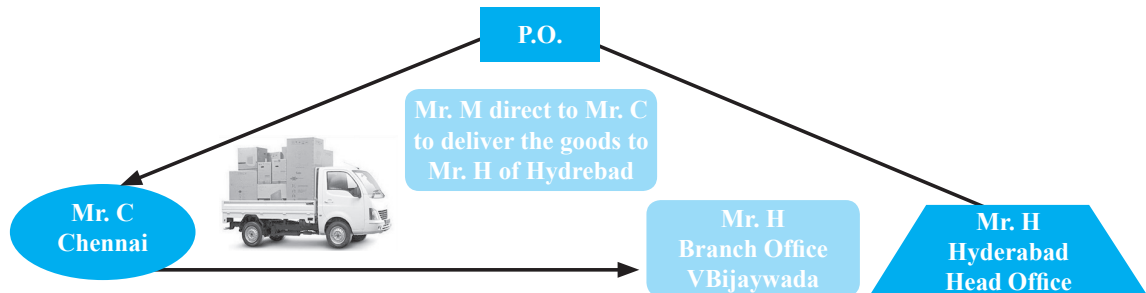 P.O.
Mr. M direct to Mr. C
to deliver the goods to
Mr. H of Hydrebad
Mr. C
Chennai
Mr. H
Branch Office
VBijaywada
Mr. H
Hyderabad
Head Office